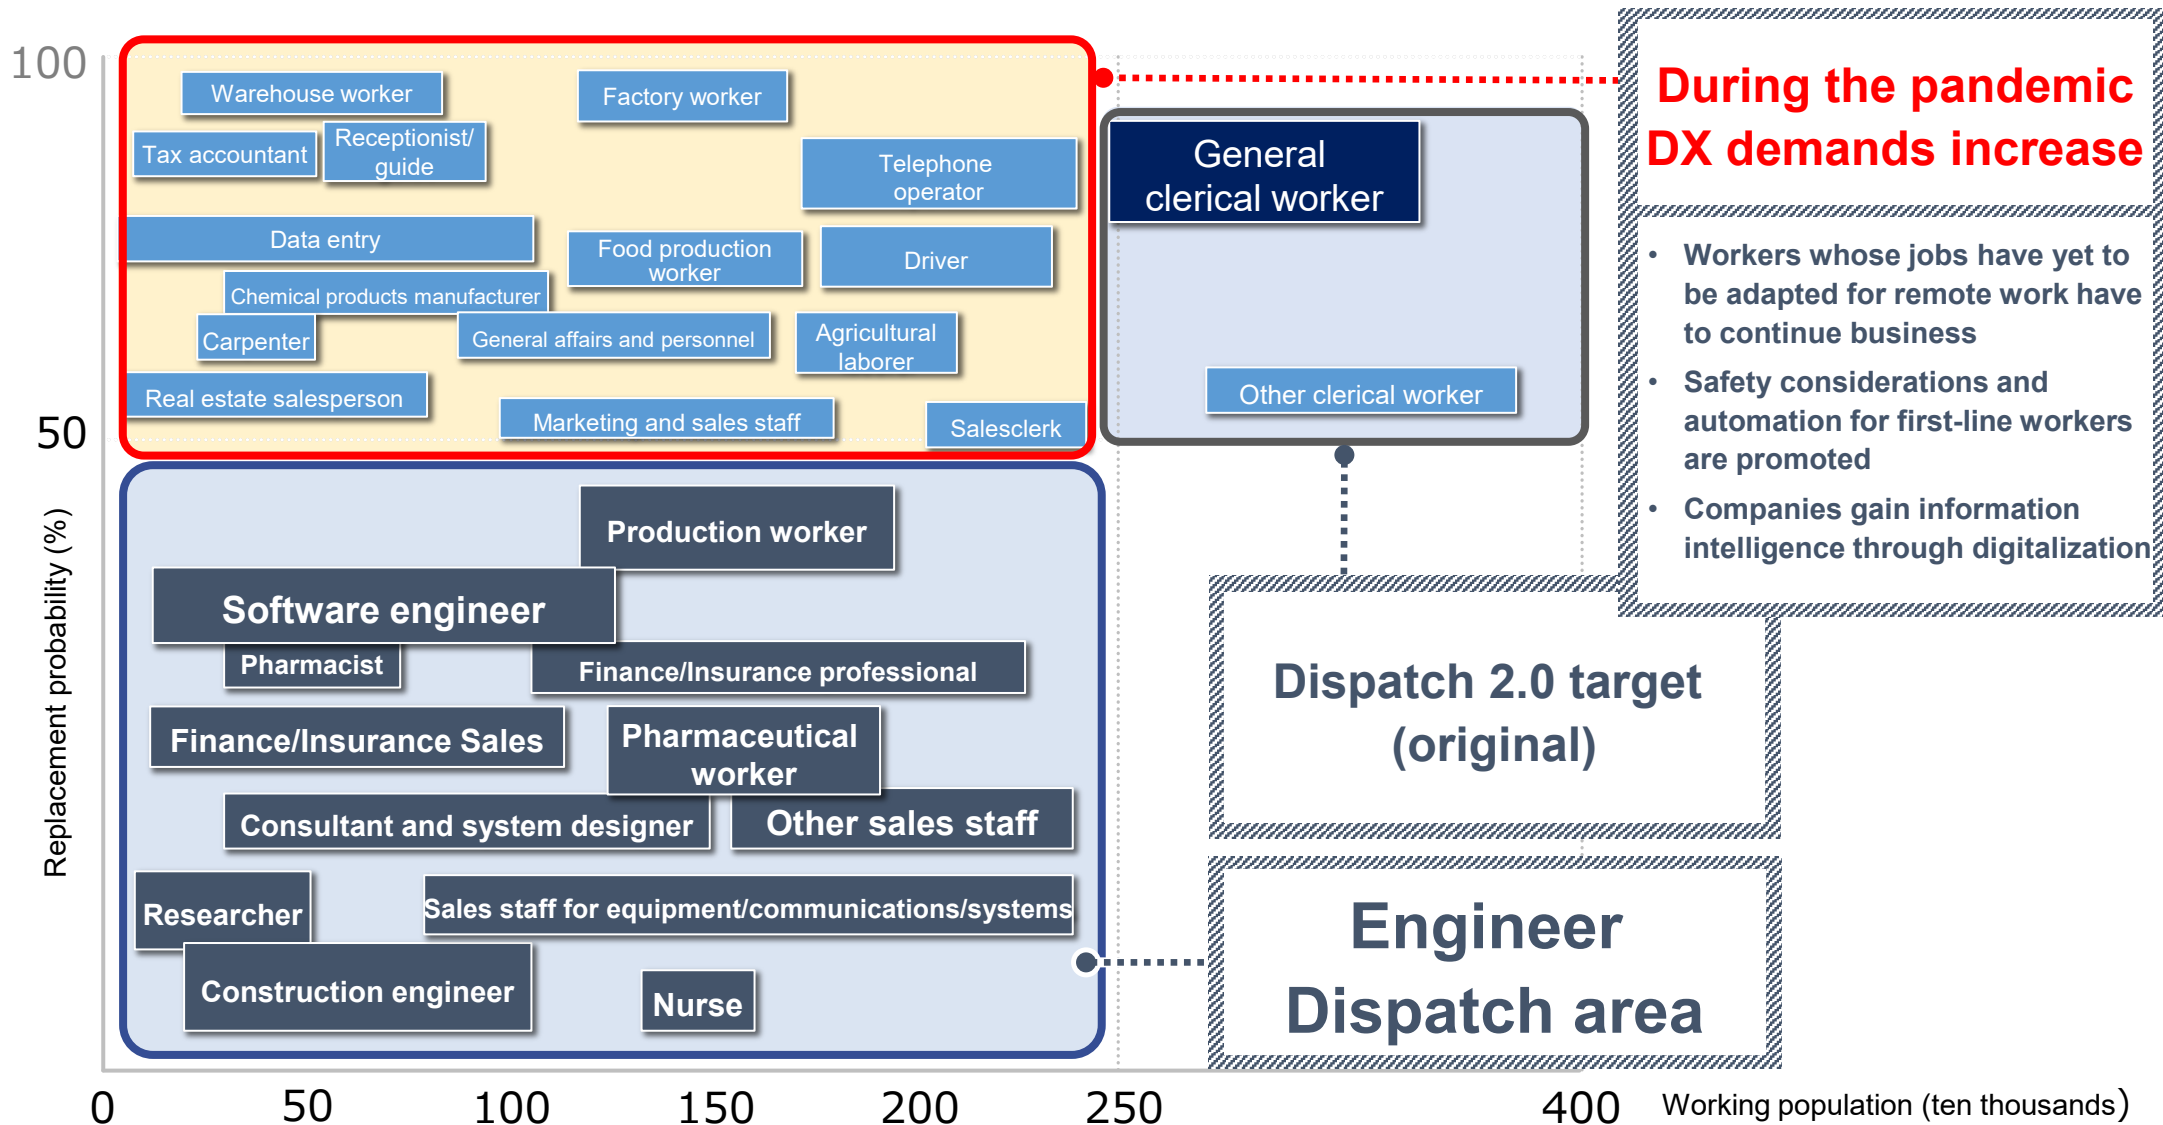 100
50
Replacement probability (%)
Warehouse worker
Factory worker
Tax accountant
Receptionist/
guide
Telephone
operator
Data entry
Food production
worker
Driver
Chemical products manufacturer
Carpenter
General affairs and personnel
Agricultural
laborer
Real estate salesperson
Marketing and sales staff
Salesclerk
General
clerical worker
Other clerical worker
During the pandemic
DX demands increase
• Workers whose jobs have yet to
be adapted for remote work have
to continue business
• Safety considerations and
automation for first-line workers
are promoted
• Companies gain information
intelligence through digitalization
Production worker
Software engineer
Pharmacist
Finance/Insurance professional
Finance/Insurance Sales
Pharmaceutical
worker
Consultant and system designer
Other sales staff
Researcher
Sales staff for equipment/communications/systems
Construction engineer
Nurse
Dispatch 2.0 target
(original)
Engineer
Dispatch area
0
50
100
150
200
250
400
Working population (ten thousands)